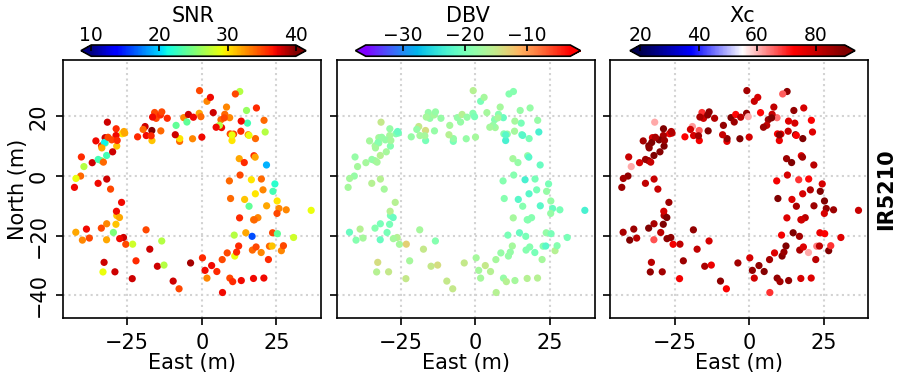 SNR DBV Xc
10 20 30 40 −30 −20 −10 20 40 60 80
20
0
−20
−40
North (m)
IR5210
−25 0 25 −25 0 25 −25 0 25
East (m) East (m) East (m)